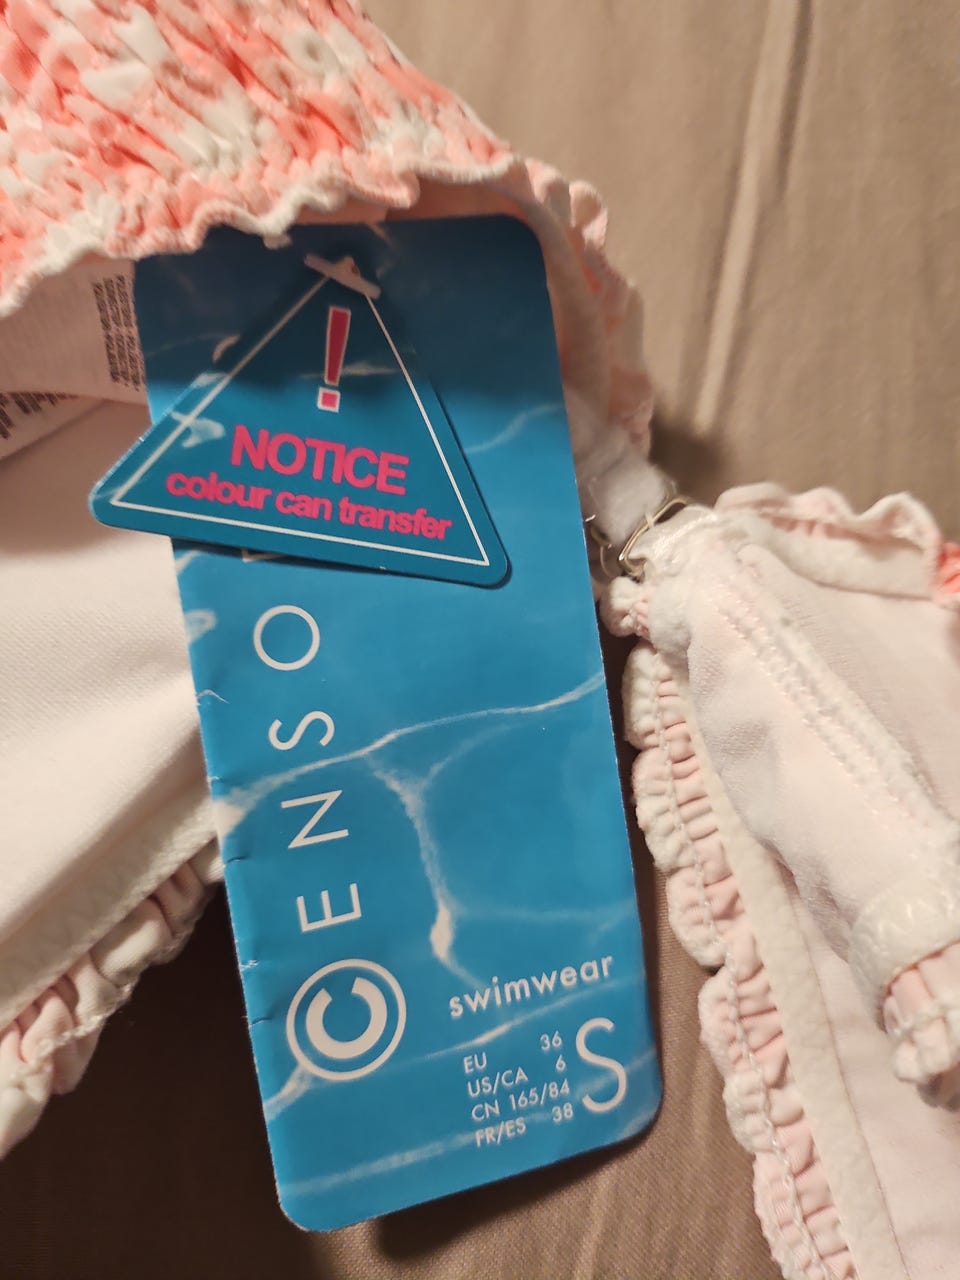 !
NOTICE
colour can transfer
CENSO
swimwear
EU 36
US/CA 6
CN 165/84
FR/ES 38
S